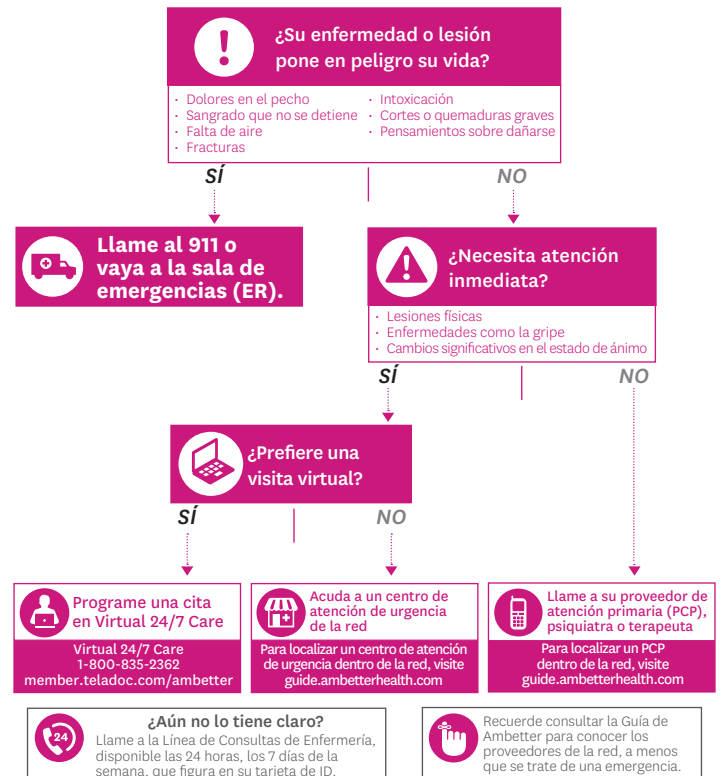 ¿Su enfermedad o lesión
pone en peligro su vida?
· Dolores en el pecho
· Sangrado que no se detiene
· Falta de aire
· Fracturas
· Intoxicación
· Cortes o quemaduras graves
· Pensamientos sobre dañarse
SÍ
NO
Llame al 911 o
vaya a la sala de
emergencias (ER).
¿Necesita atención
inmediata?
· Lesiones físicas
· Enfermedades como la gripe
· Cambios significativos en el estado de ánimo
SÍ
NO
¿Prefiere una
visita virtual?
SÍ
NO
Programe una cita
en Virtual 24/7 Care
Virtual 24/7 Care
1-800-835-2362
member.teladoc.com/ambetter
Acuda a un centro de
atención de urgencia
de la red
Para localizar un centro de atención
de urgencia dentro de la red, visite
guide.ambetterhealth.com
Llame a su proveedor de
atención primaria (PCP),
psiquiatra o terapeuta
Para localizar un PCP
dentro de la red, visite
guide.ambetterhealth.com
24
¿Aún no lo tiene claro?
Llame a la Línea de Consultas de Enfermería,
disponible las 24 horas, los 7 días de la
semana, que figura en su tarjeta de ID.
Recuerde consultar la Guía de
Ambetter para conocer los
proveedores de la red, a menos
que se trate de una emergencia.